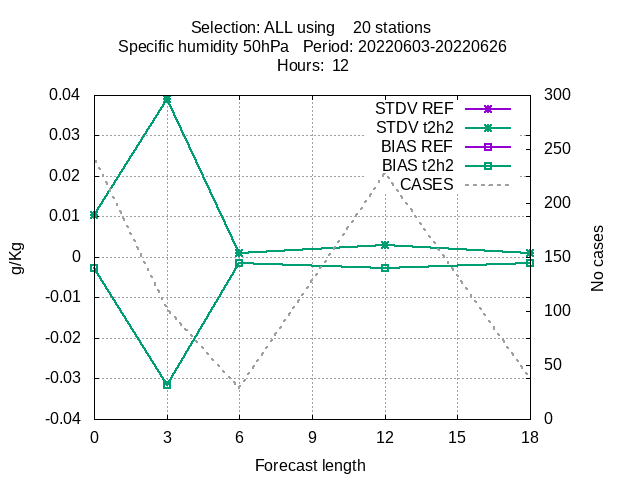 Selection: ALL using    20 stations
Specific humidity 50hPa   Period: 20220603-20220626
Hours:  12
0.04
0.03
0.02
0.01
0
-0.01
-0.02
-0.03
-0.04
g/Kg
STDV REF
STDV t2h2
BIAS REF
BIAS t2h2
CASES
300
250
200
150
100
50
0
No cases
0 3 6 9 12 15 18
Forecast length